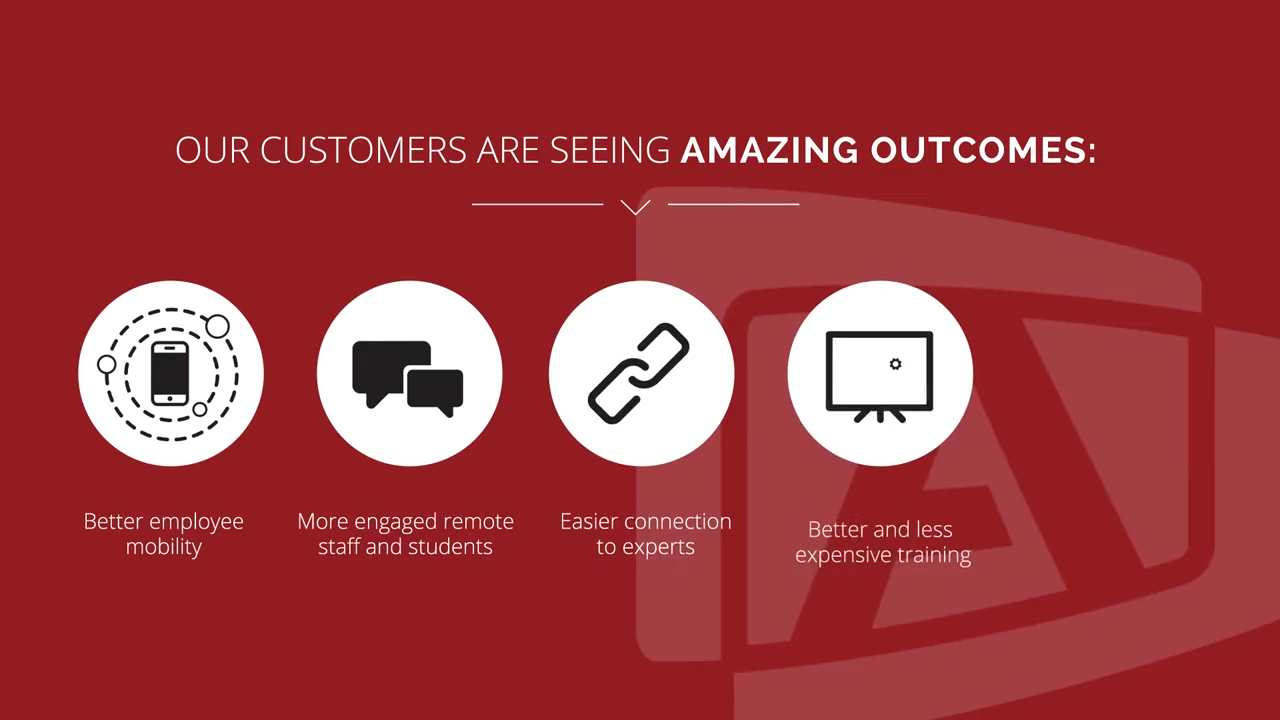 OUR CUSTOMERS ARE SEEING AMAZING OUTCOMES:
Better employee
mobility
More engaged remote
staff and students
Easier connection
to experts
Better and less
expensive training